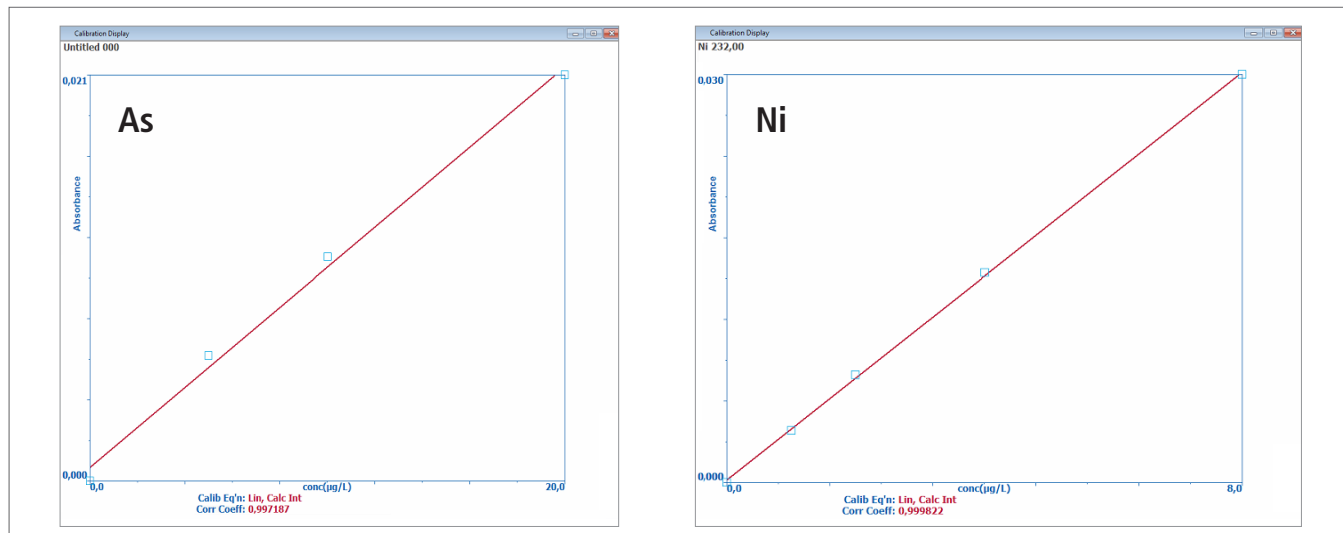 Calibration Display
Untitled 000
0,021
As
Absorbance
0,000
0,0
conc(µg/L)
20,0
Calib Eq'n: Lin, Calc Int
Corr Coeff: 0,997187
Calibration Display
Ni 232,00
0,030
Ni
Absorbance
0,000
0,0
conc(µg/L)
8,0
Calib Eq'n: Lin, Calc Int
Corr Coeff: 0,999822